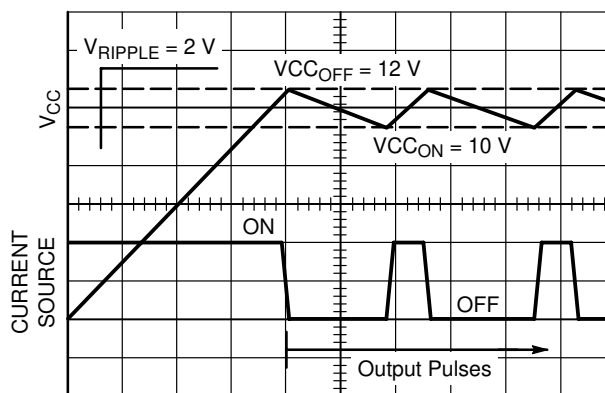 V_RIPPLE = 2 V
VCC_OFF = 12 V
V_CC
VCC_ON = 10 V
ON
CURRENT
SOURCE
OFF
Output Pulses